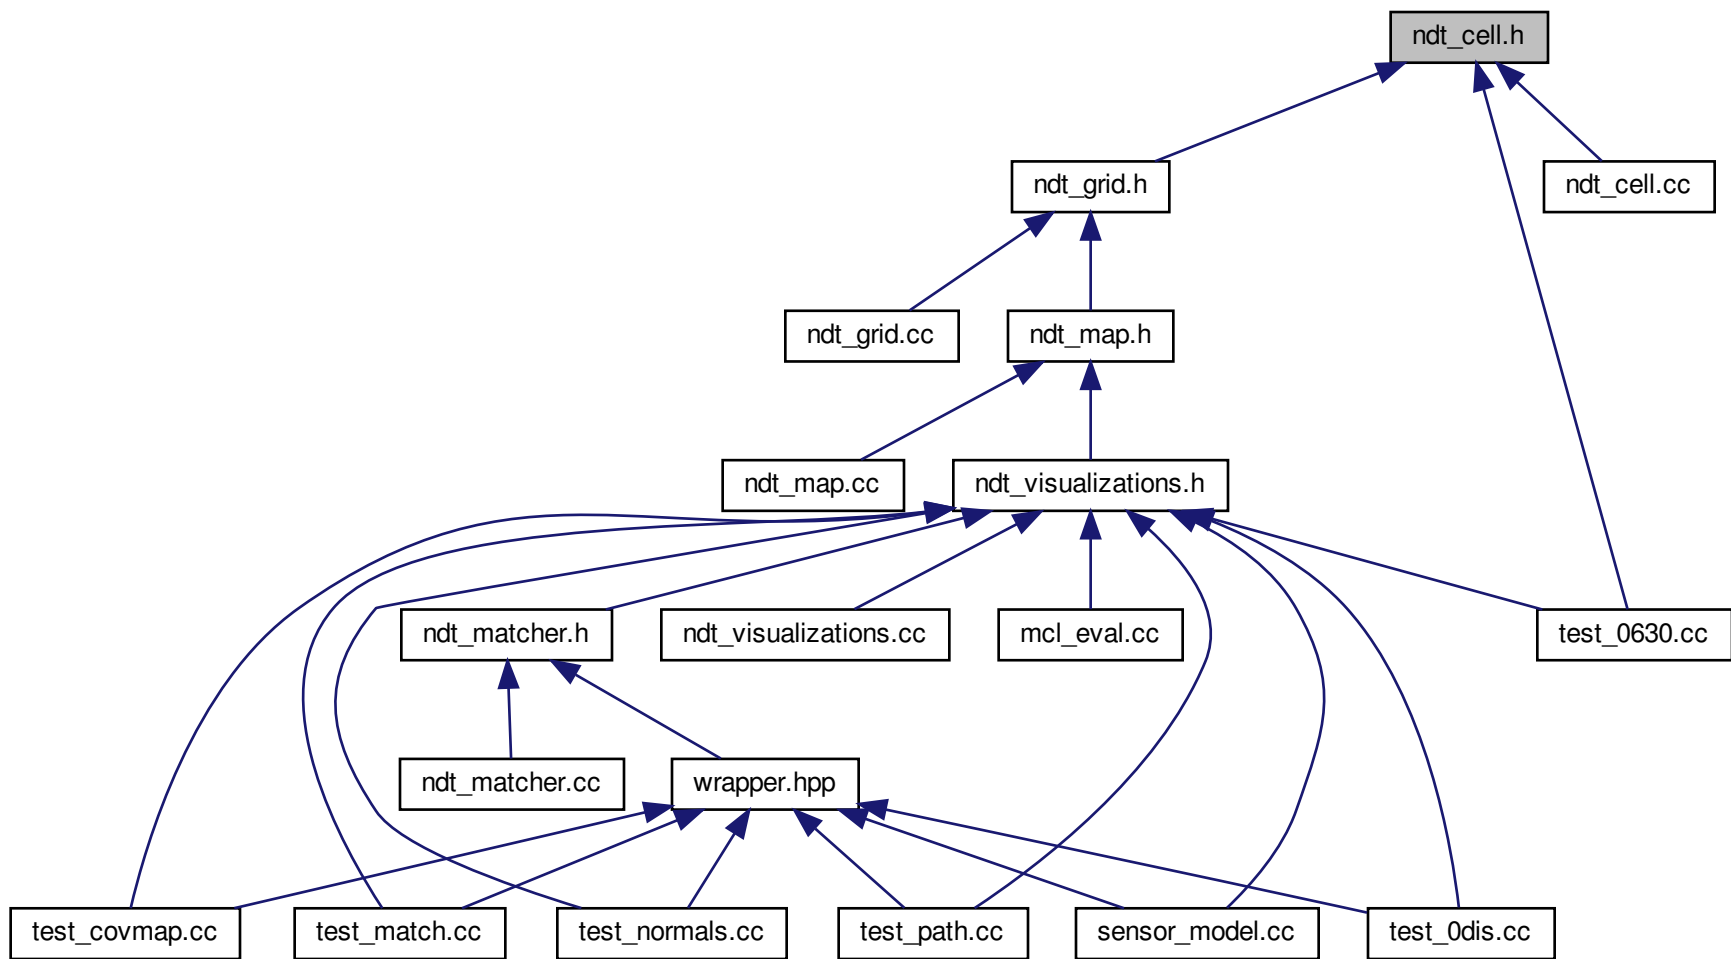 ndt_cell.h
ndt_grid.h
ndt_cell.cc
ndt_grid.cc
ndt_map.h
ndt_map.cc
ndt_visualizations.h
ndt_matcher.h
ndt_visualizations.cc
mcl_eval.cc
test_0630.cc
ndt_matcher.cc
wrapper.hpp
test_covmap.cc
test_match.cc
test_normals.cc
test_path.cc
sensor_model.cc
test_0dis.cc